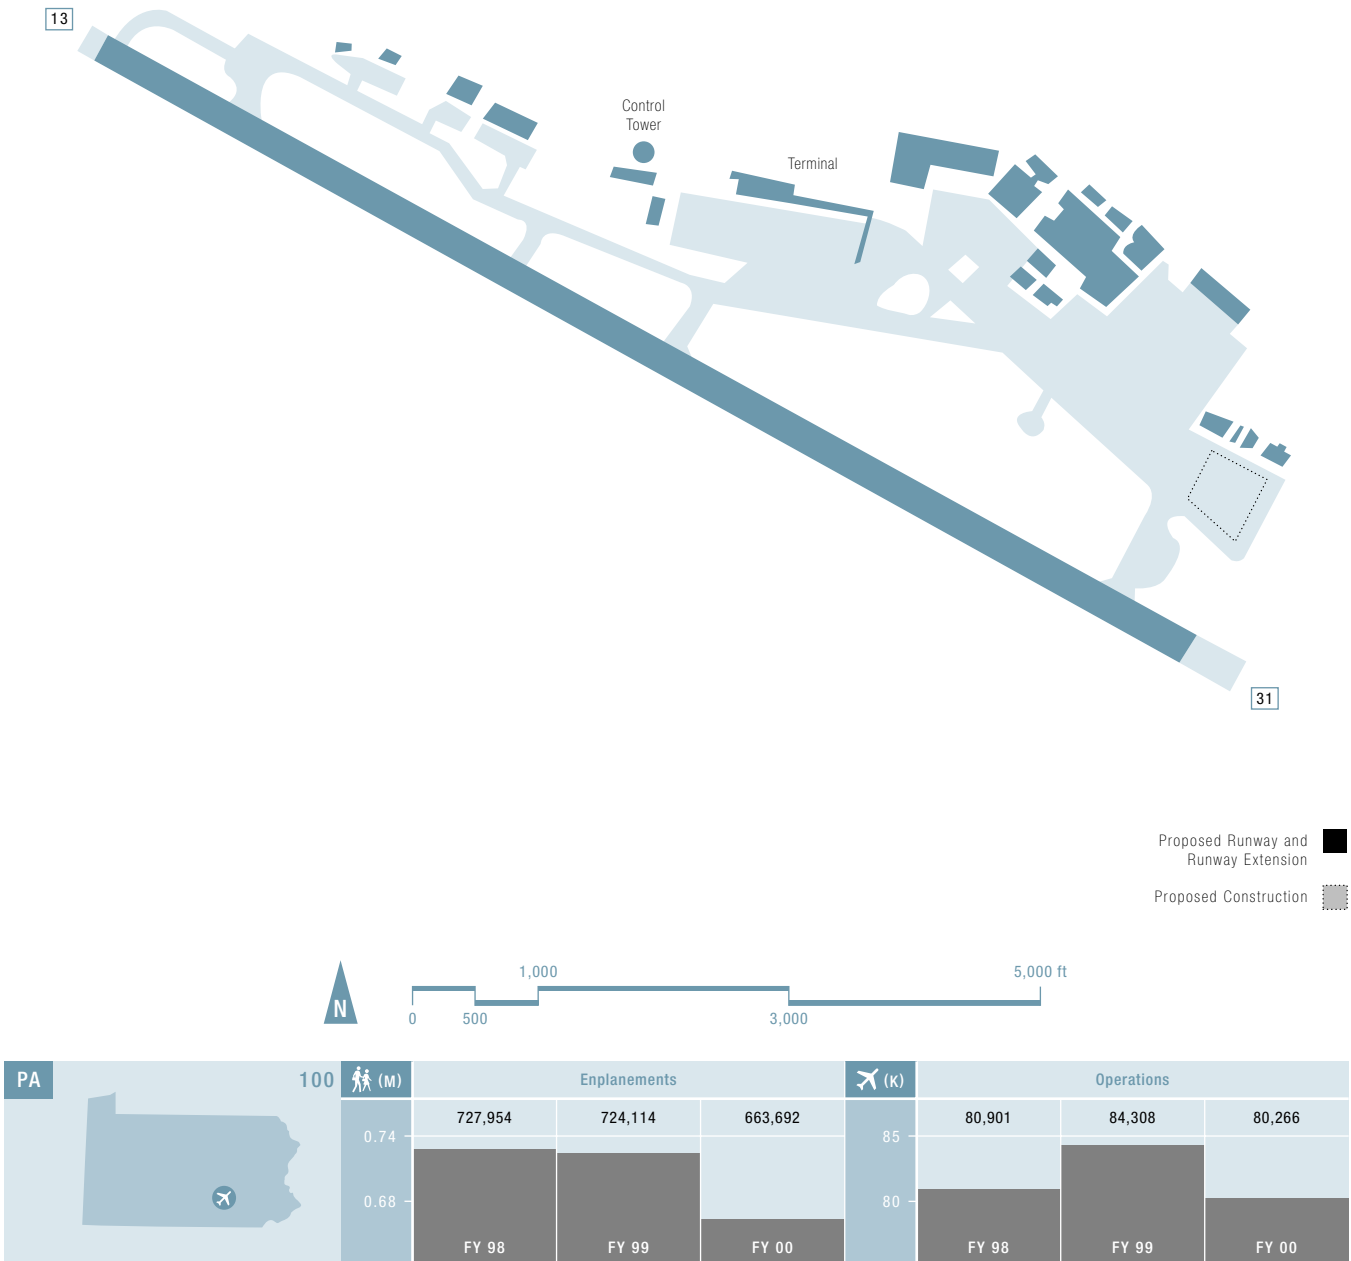 13
Control
Tower
Terminal
31
Proposed Runway and
Runway Extension
Proposed Construction
N
1,000
5,000 ft
0
500
3,000
PA
100
(M)
Enplanements
(K)
Operations
727,954
724,114
663,692
80,901
84,308
80,266
0.74
85
0.68
80
FY 98
FY 99
FY 00
FY 98
FY 99
FY 00